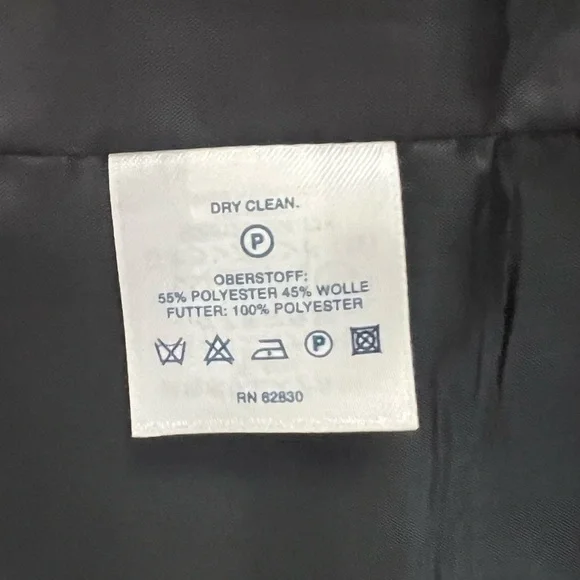 DRY CLEAN.
P
OBERSTOFF:
55% POLYESTER 45% WOLLE
FUTTER: 100% POLYESTER
P
RN 62830